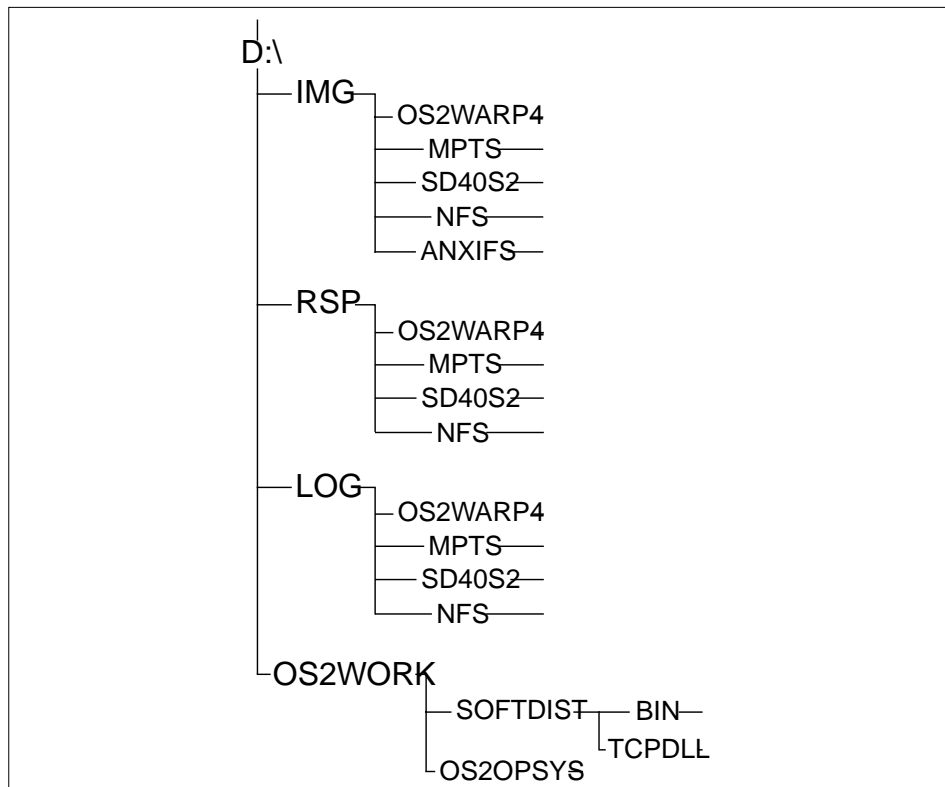 D:\
IMG
OS2WARP4
MPTS
SD40S2
NFS
ANXIFS
RSP
OS2WARP4
MPTS
SD40S2
NFS
LOG
OS2WARP4
MPTS
SD40S2
NFS
OS2WORK
SOFTDIST BIN
TCPDLL
OS2OPSYS